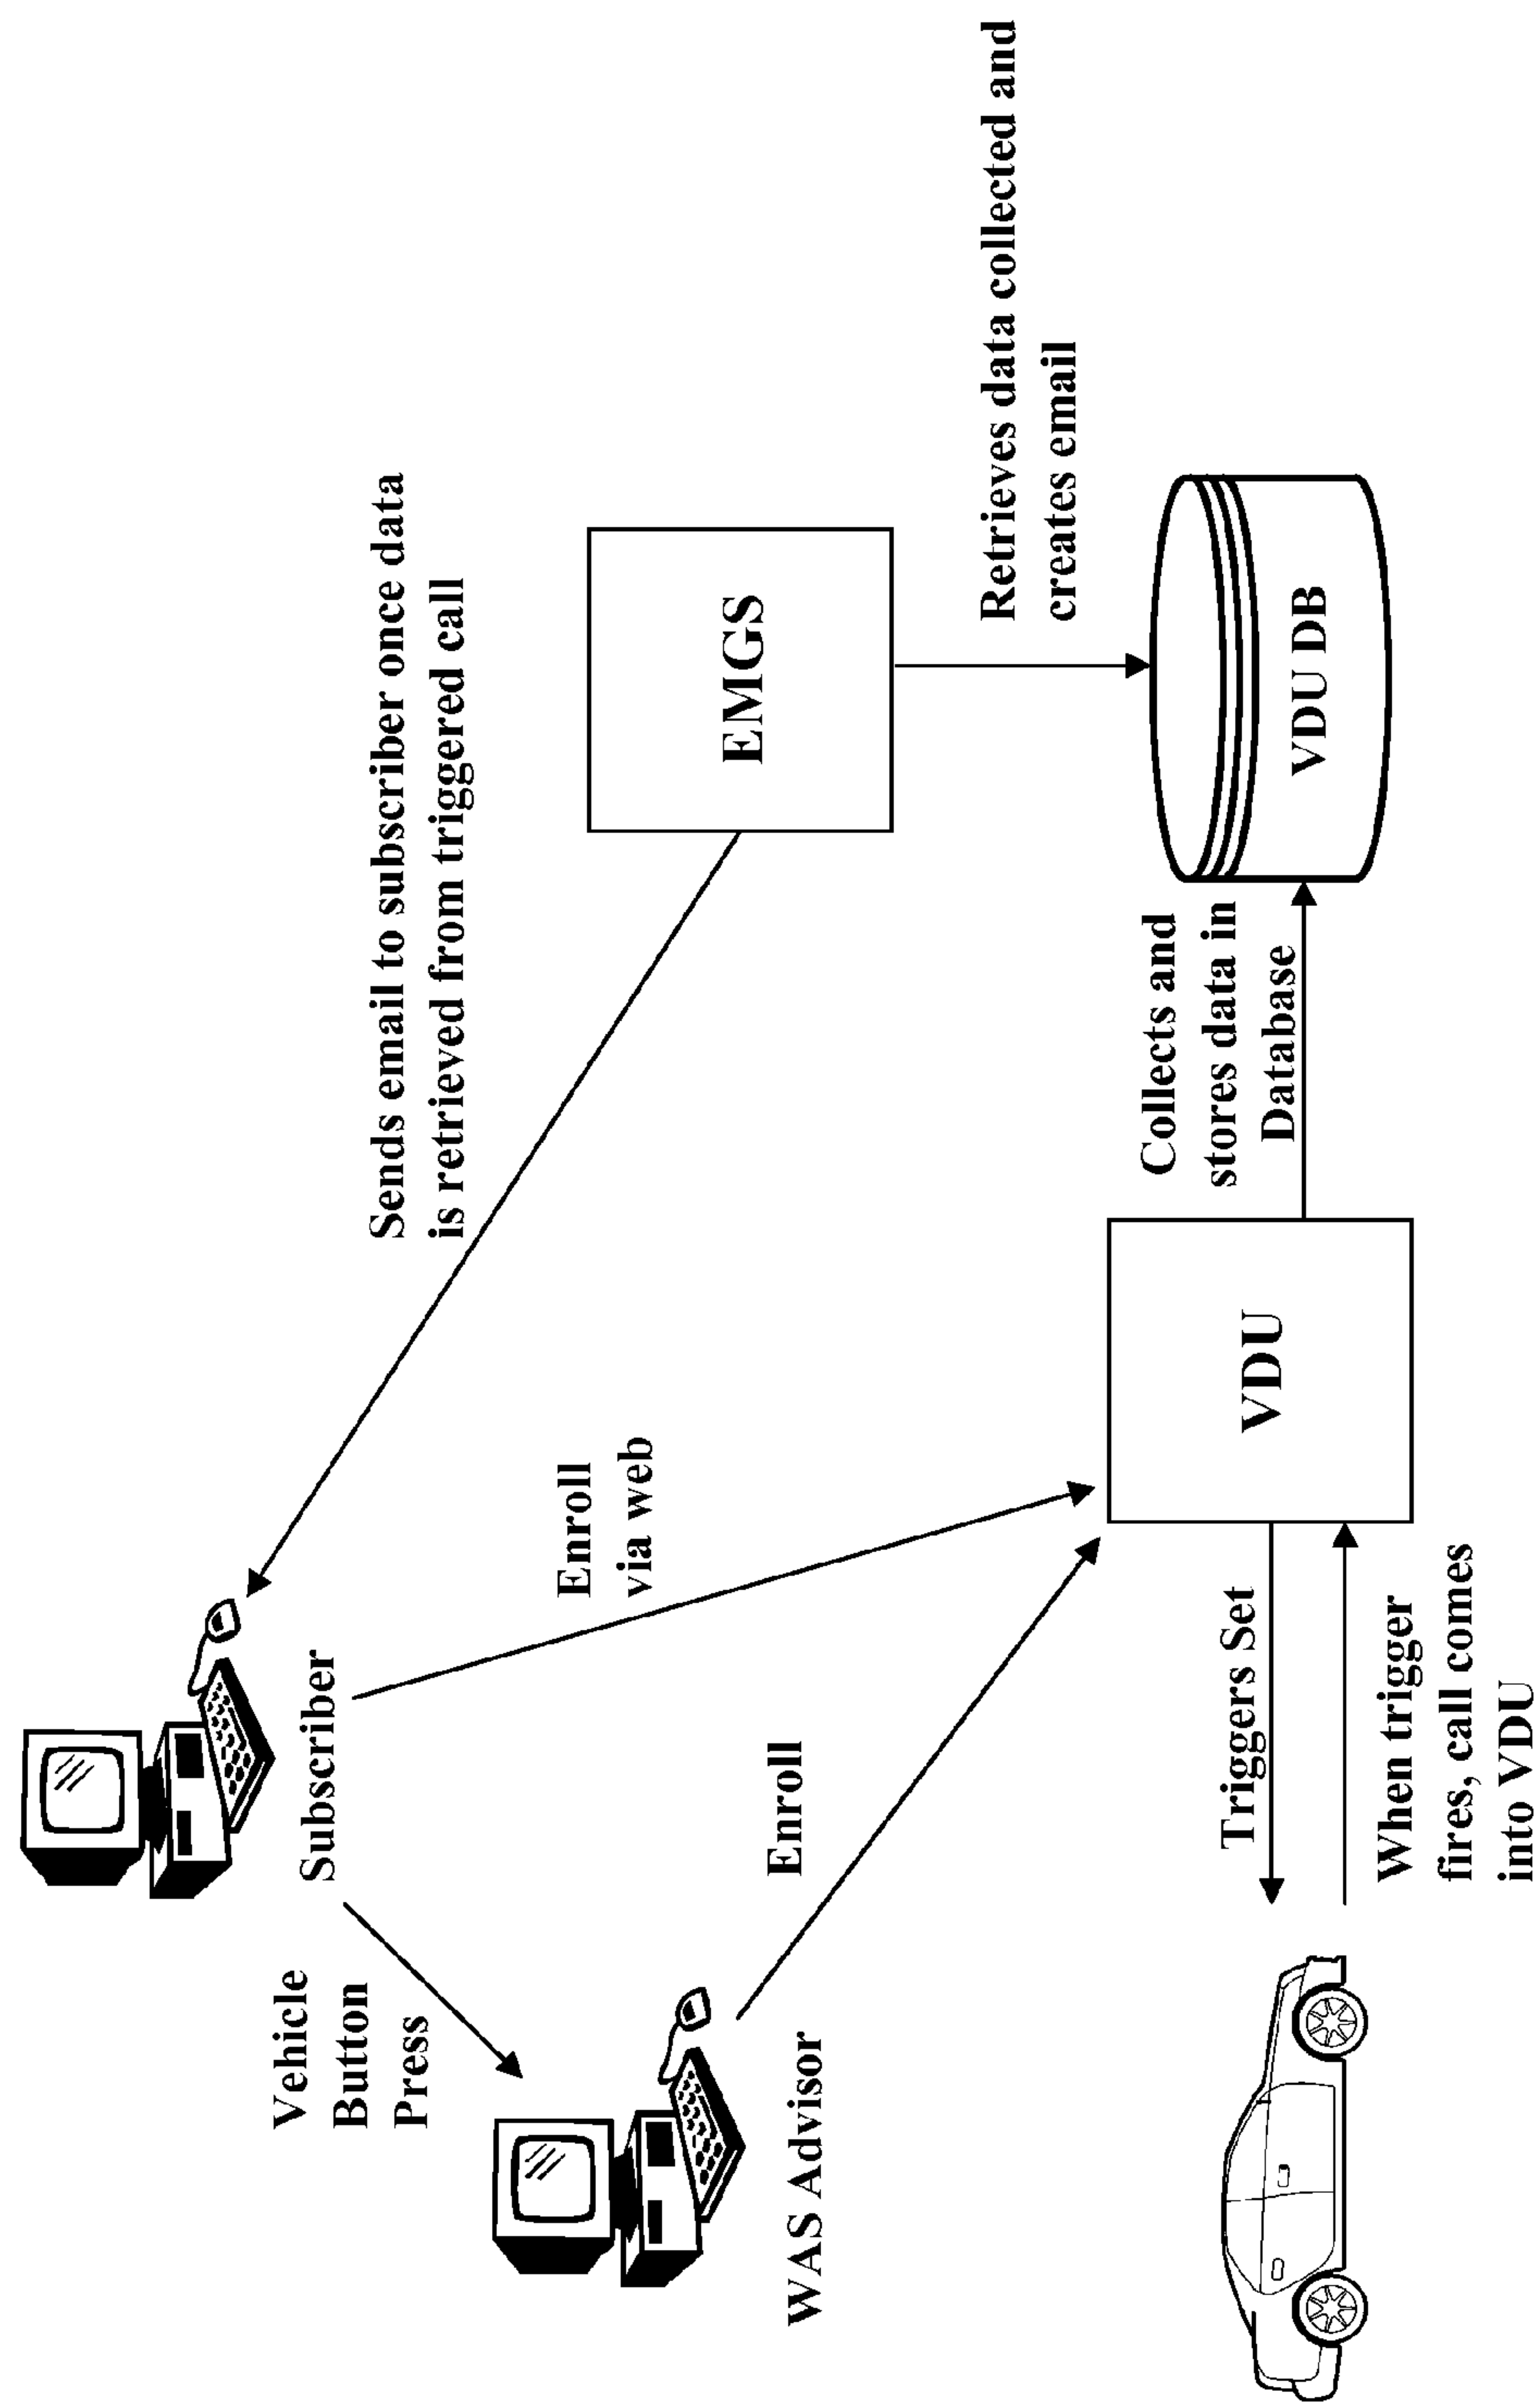 Subscriber
Vehicle
Button
Press
WAS Advisor
Enroll
via web
Enroll
Sends email to subscriber once data
is retrieved from triggered call
EMGS
Retrieves data collected and
creates email
Triggers Set
When trigger
fires, call comes
into VDU
VDU
Collects and
stores data in
Database
VDU DB